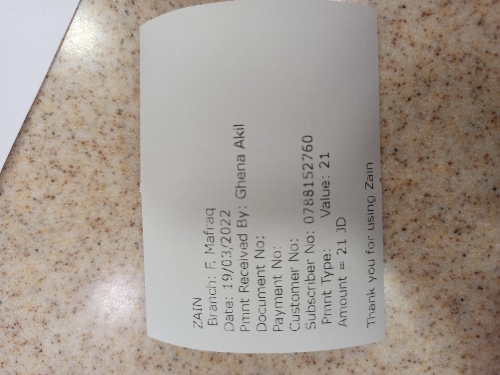 ZAiN
Branch: F. Mafraq
Date: 19/03/2022
Pmnt Received By: Ghena Akil
Document No:
Payment No:
Customer No:
Subscriber No: 0788152760
Pmnt Type: Value: 21
Amount = 21 JD
Thank you for using Zain